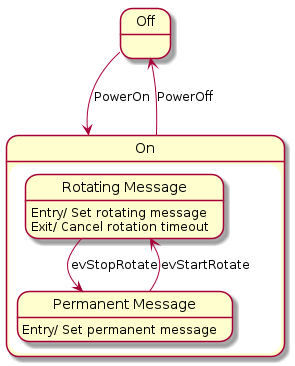 Off
PowerOn
PowerOff
On
Rotating Message
Entry/ Set rotating message
Exit/ Cancel rotation timeout
evStopRotate
evStartRotate
Permanent Message
Entry/ Set permanent message